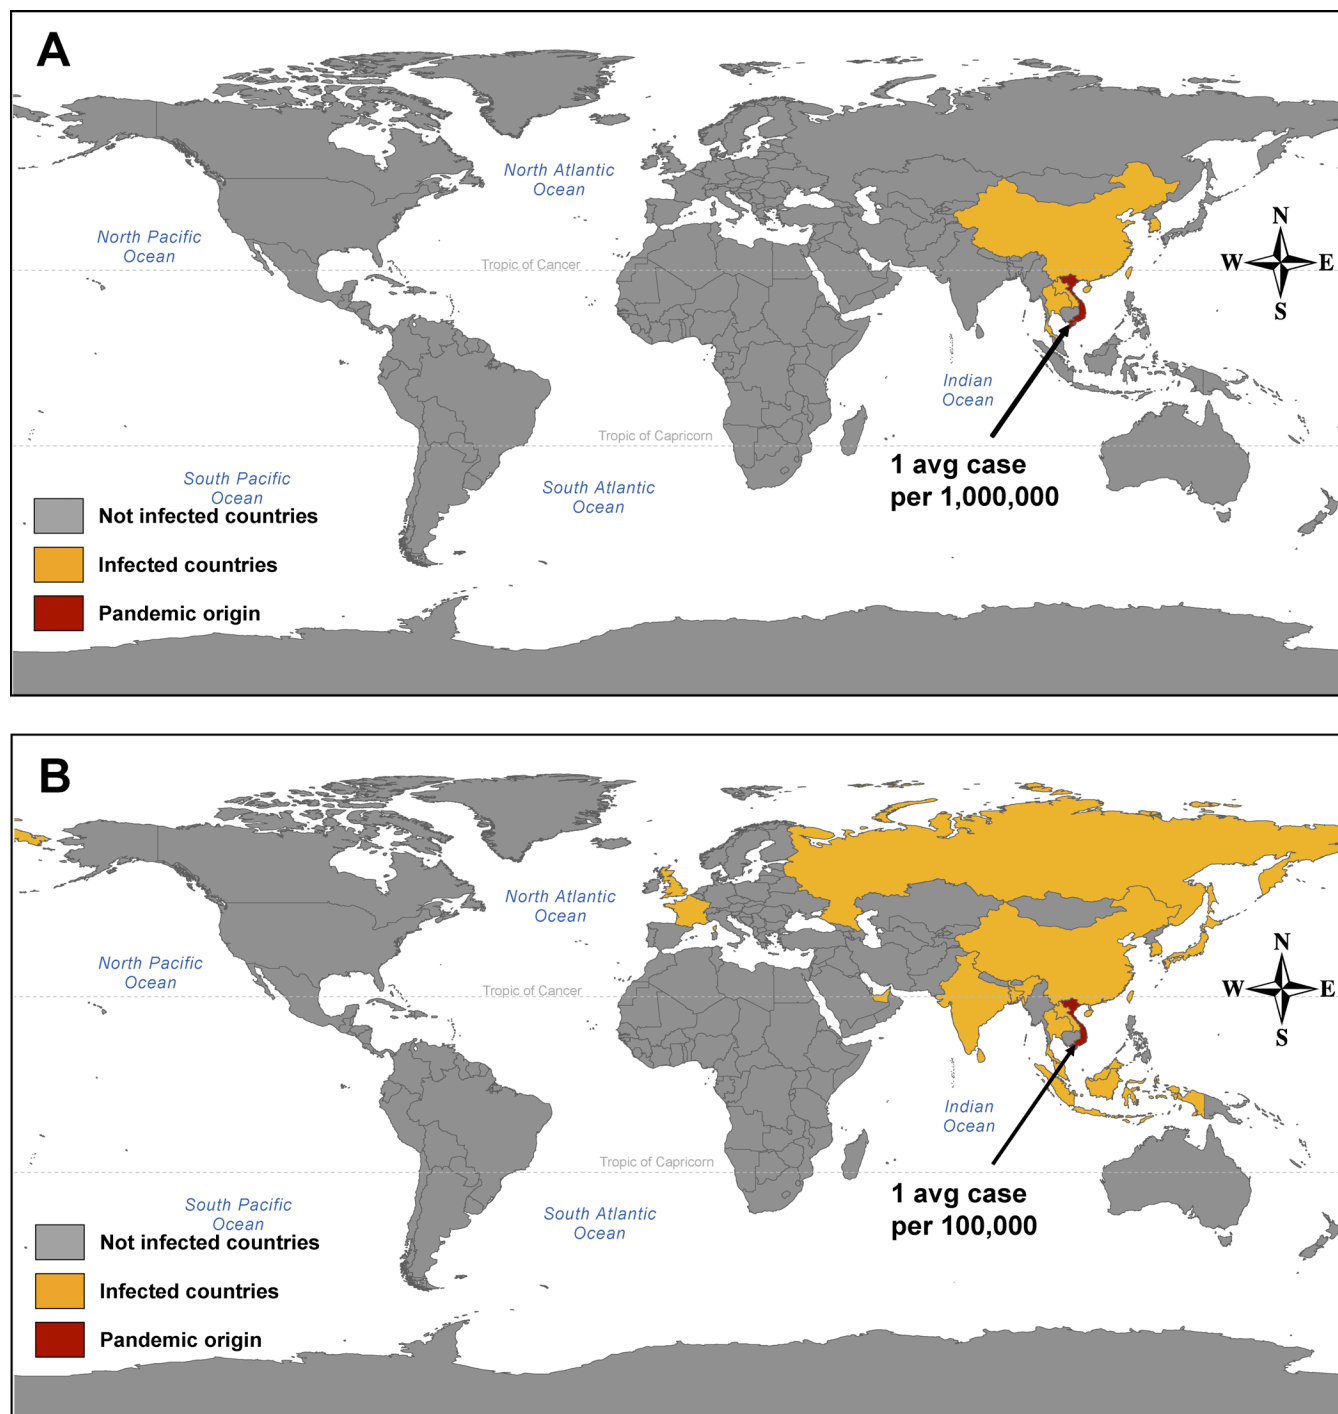 A
North Atlantic
Ocean
North Pacific
Ocean
N
W
E
S
Tropic of Cancer
Indian
Ocean
Tropic of Capricorn
1 avg case
per 1,000,000
South Pacific
Ocean
South Atlantic
Ocean
Not infected countries
Infected countries
Pandemic origin
B
North Atlantic
Ocean
North Pacific
Ocean
N
W
E
S
Tropic of Cancer
Indian
Ocean
Tropic of Capricorn
1 avg case
per 100,000
South Pacific
Ocean
South Atlantic
Ocean
Not infected countries
Infected countries
Pandemic origin